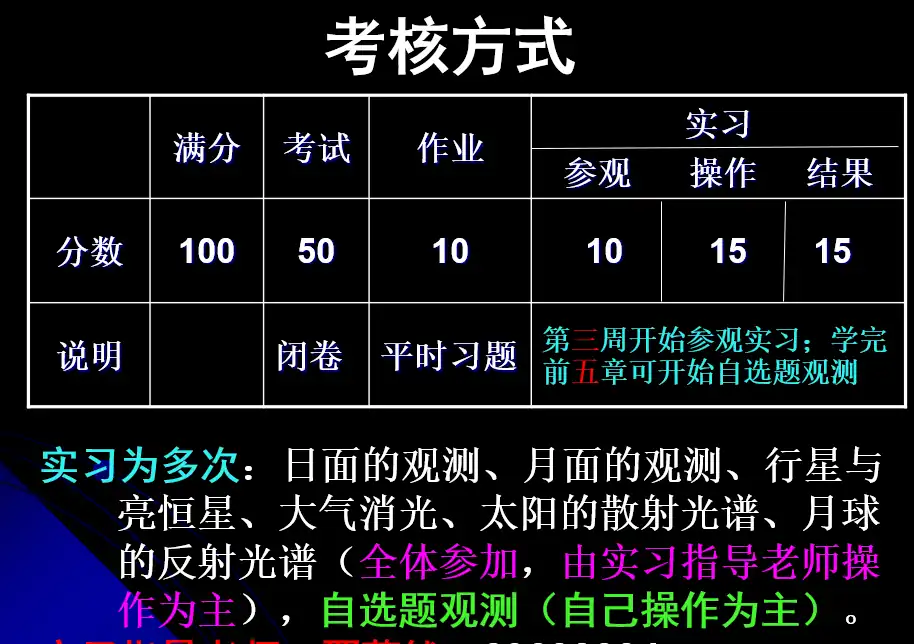 考核方式
实习
满分 考试 作业
参观 操作 结果
分数 100 50 10 10 15 15
第三周开始参观实习；学完
说明 闭卷 平时习题
前五章可开始自选题观测
实习为多次：日面的观测、月面的观测、行星与
亮恒星、大气消光、太阳的散射光谱、月球
的反射光谱（全体参加，由实习指导老师操
作为主），自选题观测（自己操作为主）。